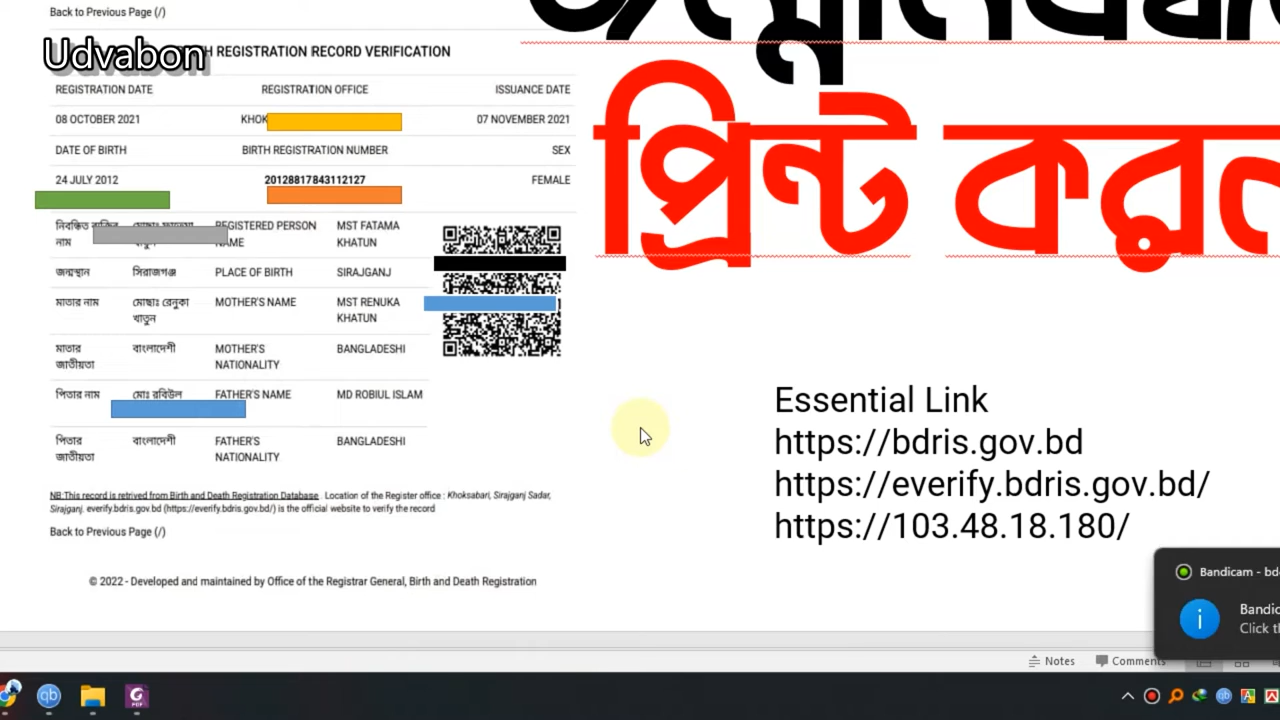 Back to Previous Page (/)
Udvabon
TH REGISTRATION RECORD VERIFICATION
REGISTRATION DATE REGISTRATION OFFICE ISSUANCE DATE
08 OCTOBER 2021 KHOK 07 NOVEMBER 2021
DATE OF BIRTH BIRTH REGISTRATION NUMBER SEX
24 JULY 2012 20128817843112127 FEMALE
নিবন্ধিত ব্যক্তির নাম মোছাঃ REGISTERED PERSON NAME MST FATAMA KHATUN
জন্মস্থান সিরাজগঞ্জ PLACE OF BIRTH SIRAJGANJ
মাতার নাম মোছাঃ রেনুকা খাতুন MOTHER'S NAME MST RENUKA KHATUN
মাতার জাতীয়তা বাংলাদেশী MOTHER'S NATIONALITY BANGLADESHI
পিতার নাম মোঃ রবিউল FATHER'S NAME MD ROBIUL ISLAM
পিতার জাতীয়তা বাংলাদেশী FATHER'S NATIONALITY BANGLADESHI
NB:This record is retrived from Birth and Death Registration Database . Location of the Register office : Khoksabari, Sirajganj Sadar,
Sirajganj. everify.bdris.gov.bd (https://everify.bdris.gov.bd/) is the official website to verify the record
Back to Previous Page (/)
© 2022 - Developed and maintained by Office of the Registrar General, Birth and Death Registration
প্রিন্ট করুন
Essential Link
https://bdris.gov.bd
https://everify.bdris.gov.bd/
https://103.48.18.180/
Bandicam - bd
Bandic
Click th
Notes Comments